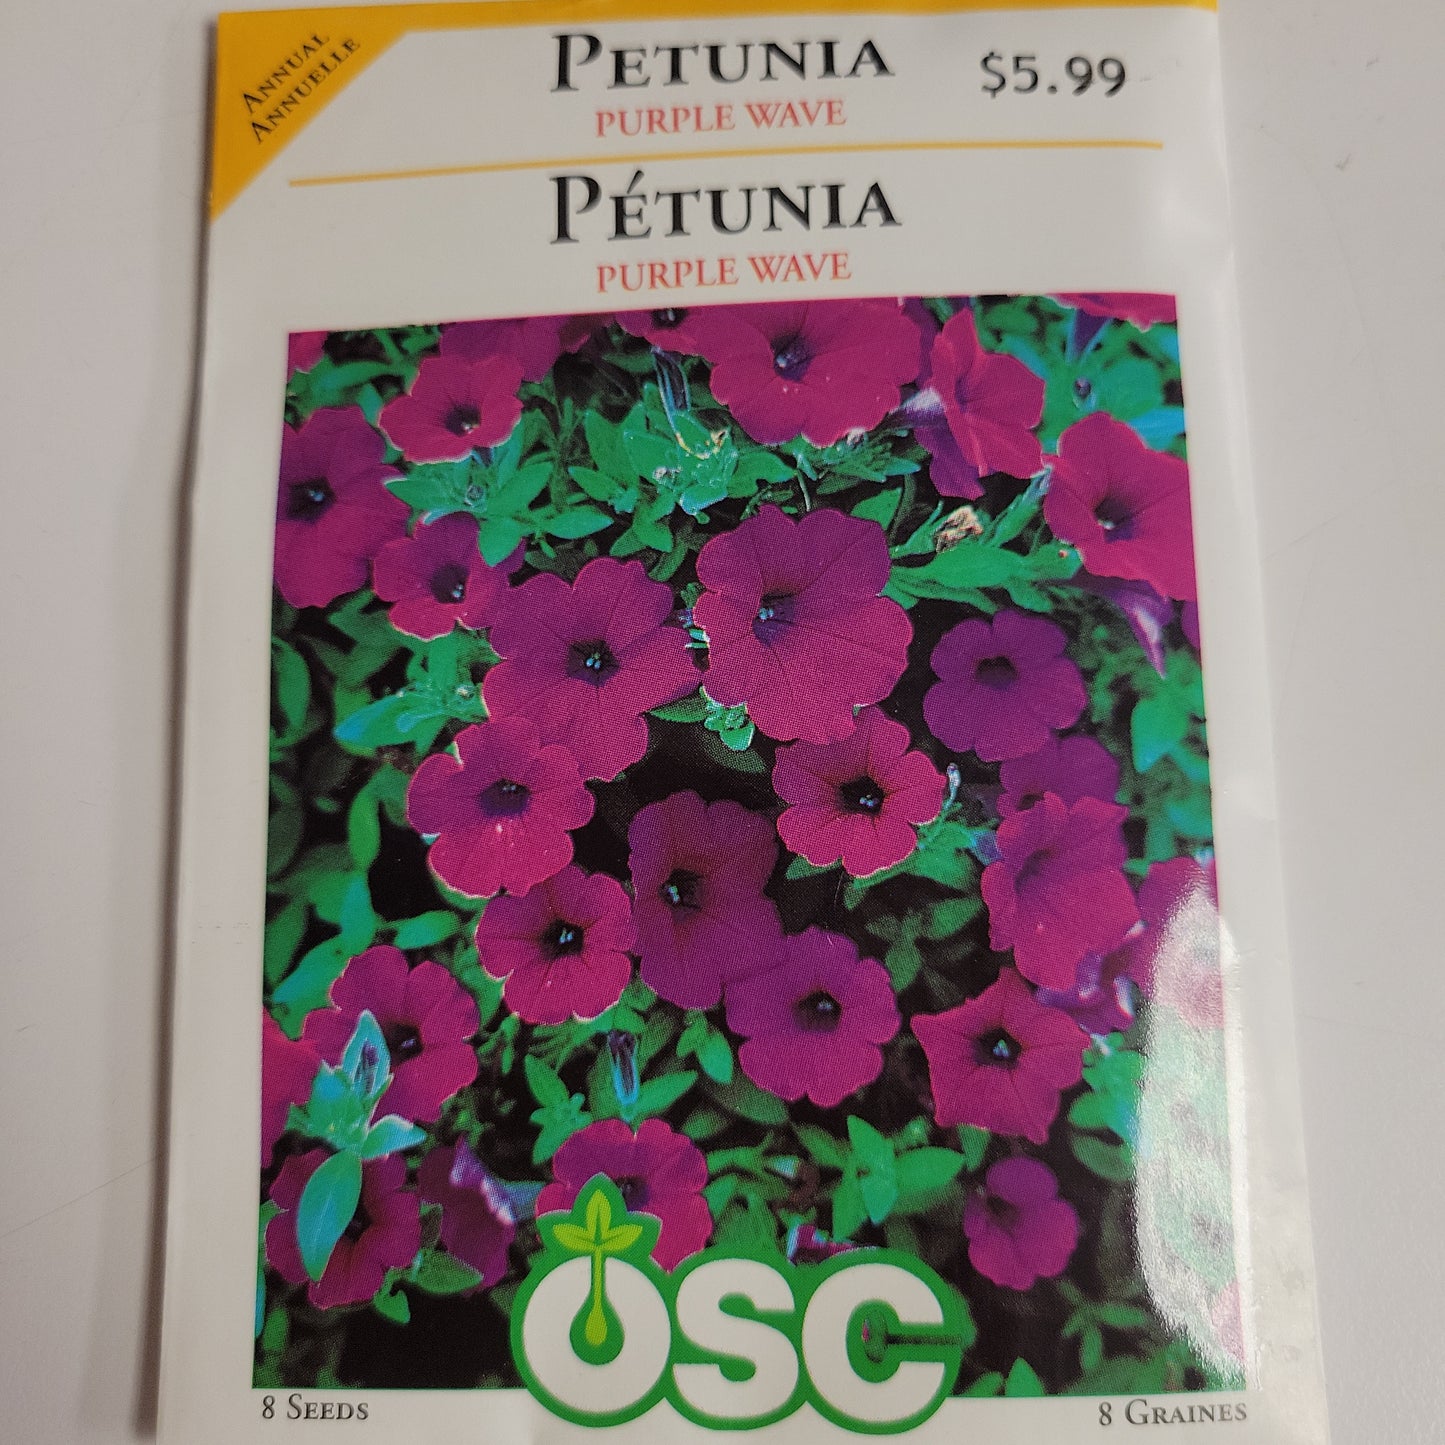 ANNUAL
ANNUELLE
PETUNIA
$5.99
PURPLE WAVE
PÉTUNIA
PURPLE WAVE
OSC
8 SEEDS
8 GRAINES